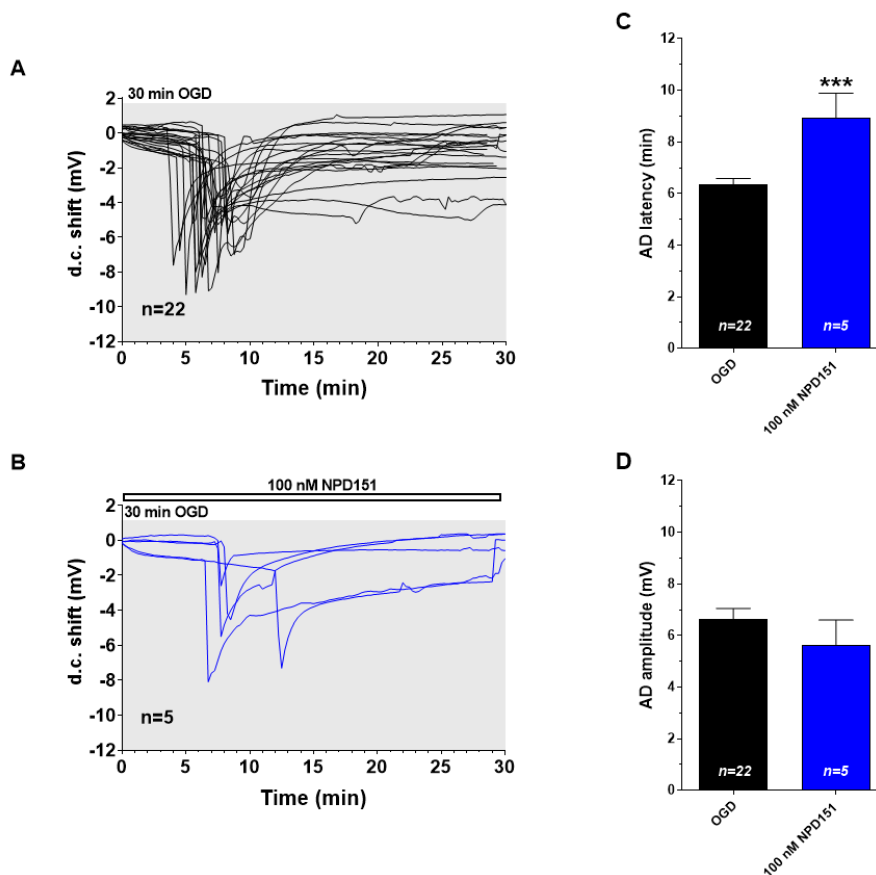 A
30 min OGD
2
0
-2
-4
-6
-8
-10
-12
d.c. shift (mV)
n=22
0 5 10 15 20 25 30
Time (min)
B
100 nM NPD151
30 min OGD
2
0
-2
-4
-6
-8
-10
-12
d.c. shift (mV)
n=5
0 5 10 15 20 25 30
Time (min)
C
12
10
8
6
4
2
0
AD latency (min)
***
n=22 n=5
OGD
100 nM NPD151
D
12
10
8
6
4
2
0
AD amplitude (mV)
n=22 n=5
OGD
100 nM NPD151